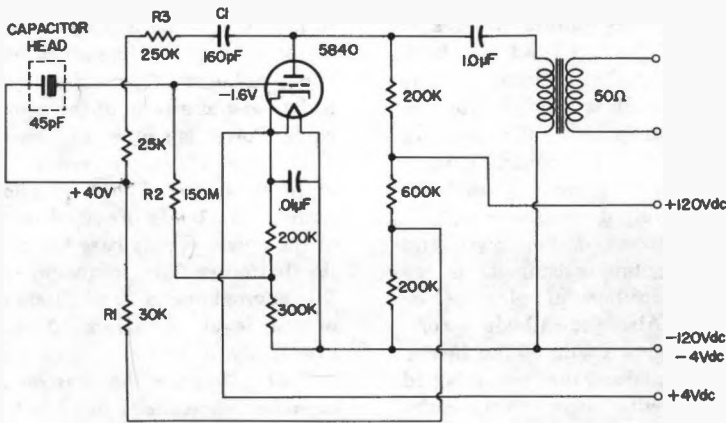 CAPACITOR
HEAD
45pF
R3
250K
C1
160pF
5840
1.0µF
50Ω
-1.6V
200K
25K
+40V
R2
150M
.01µF
600K
+120Vdc
200K
R1
30K
300K
200K
-120Vdc
-4Vdc
+4Vdc